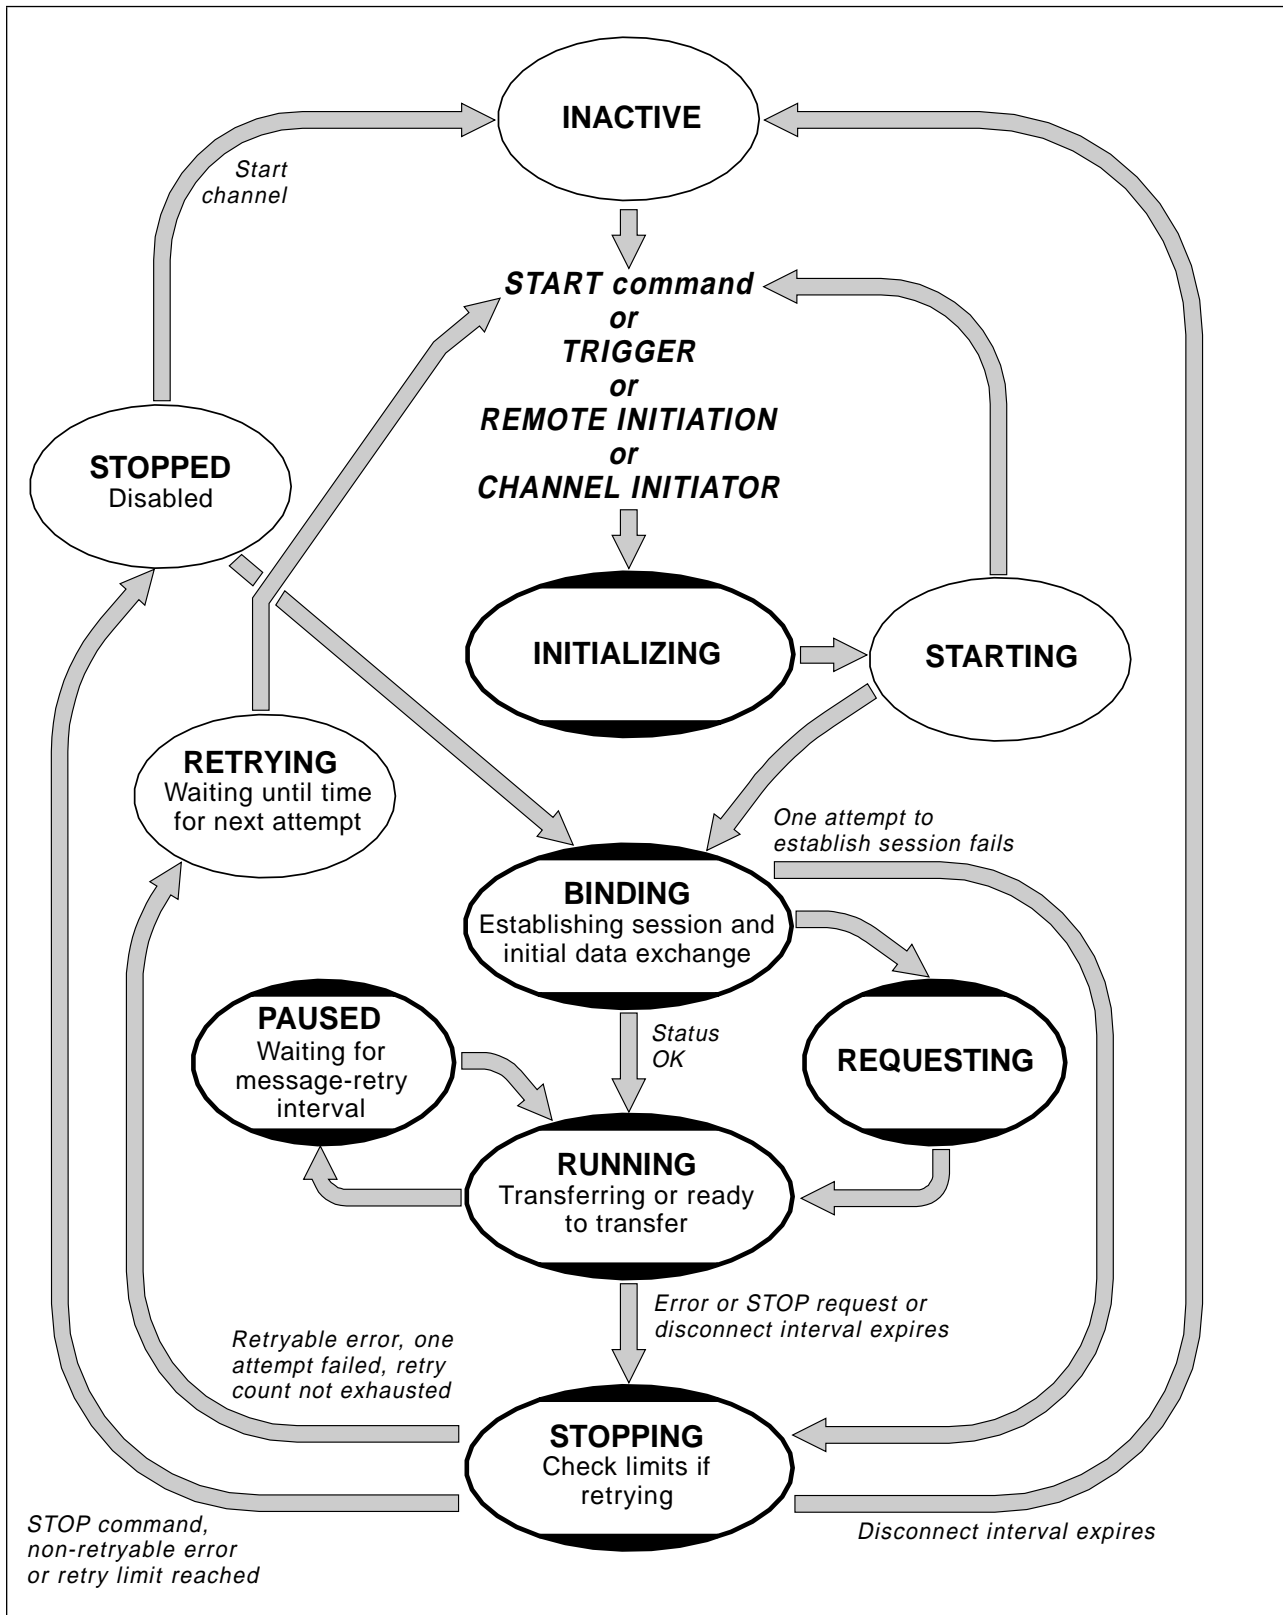 INACTIVE
Start
channel
START command
or
TRIGGER
or
REMOTE INITIATION
or
CHANNEL INITIATOR
STOPPED
Disabled
INITIALIZING
STARTING
RETRYING
Waiting until time
for next attempt
One attempt to
establish session fails
BINDING
Establishing session and
initial data exchange
PAUSED
Waiting for
message-retry
interval
Status
OK
REQUESTING
RUNNING
Transferring or ready
to transfer
Error or STOP request or
disconnect interval expires
Retryable error, one
attempt failed, retry
count not exhausted
STOPPING
Check limits if
retrying
STOP command,
non-retryable error
or retry limit reached
Disconnect interval expires